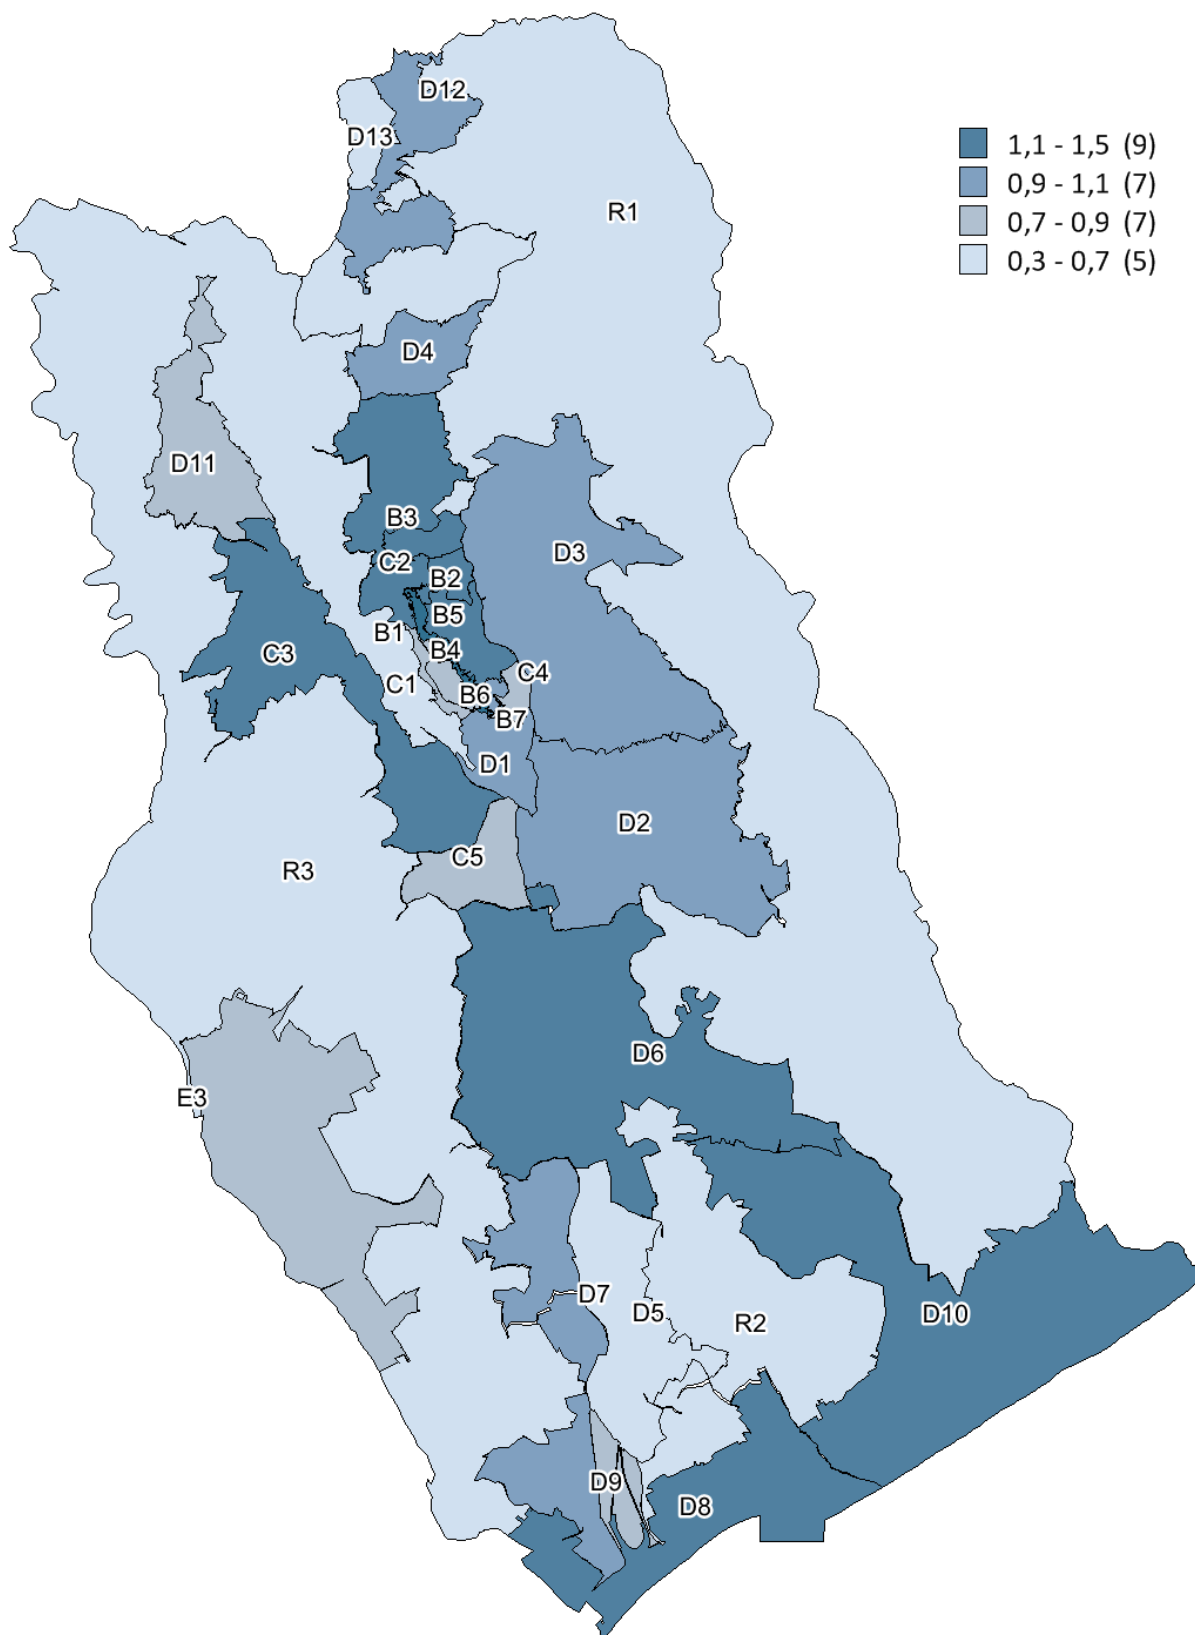 D12
D13
R1
1,1 - 1,5 (9)
0,9 - 1,1 (7)
0,7 - 0,9 (7)
0,3 - 0,7 (5)
D4
D11
B3
D3
C2
B2
B5
B1
B4
C3
C4
C1
B6
B7
D1
D2
C5
R3
D6
E3
D7
D5
R2
D10
D9
D8